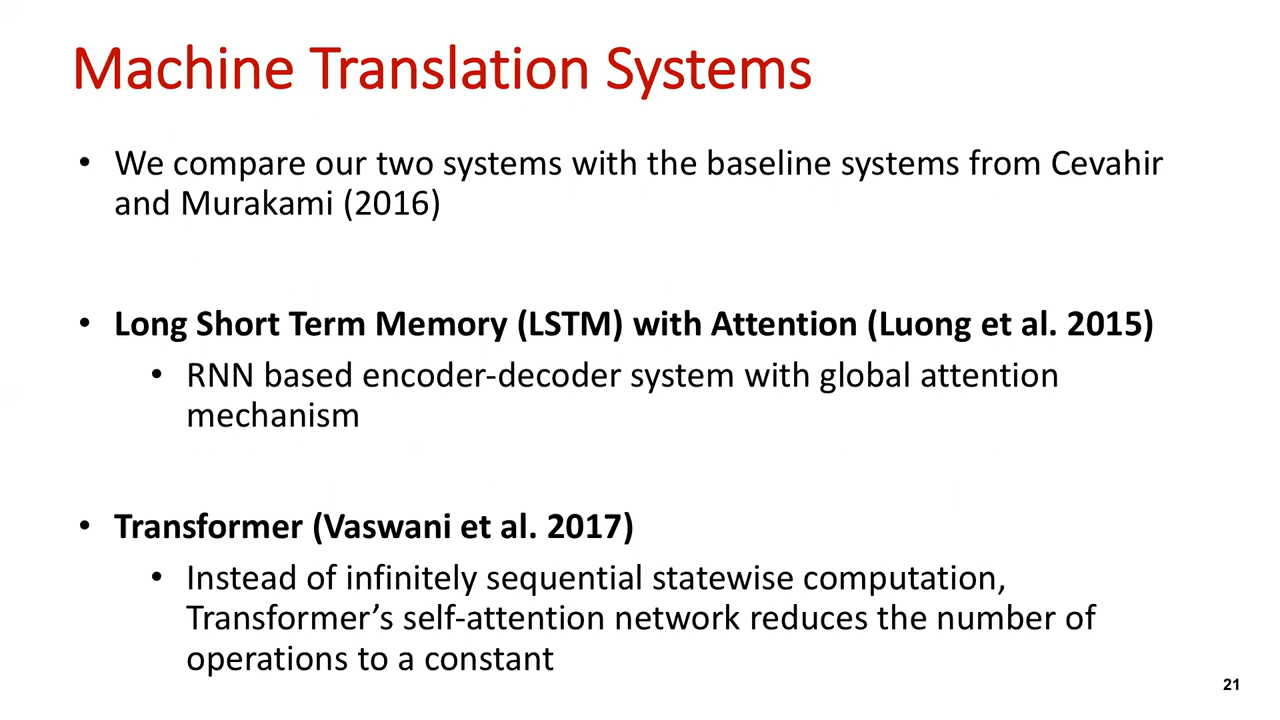 Machine Translation Systems
• We compare our two systems with the baseline systems from Cevahir
and Murakami (2016)
• Long Short Term Memory (LSTM) with Attention (Luong et al. 2015)
• RNN based encoder-decoder system with global attention
mechanism
• Transformer (Vaswani et al. 2017)
• Instead of infinitely sequential statewise computation,
Transformer’s self-attention network reduces the number of
operations to a constant
21